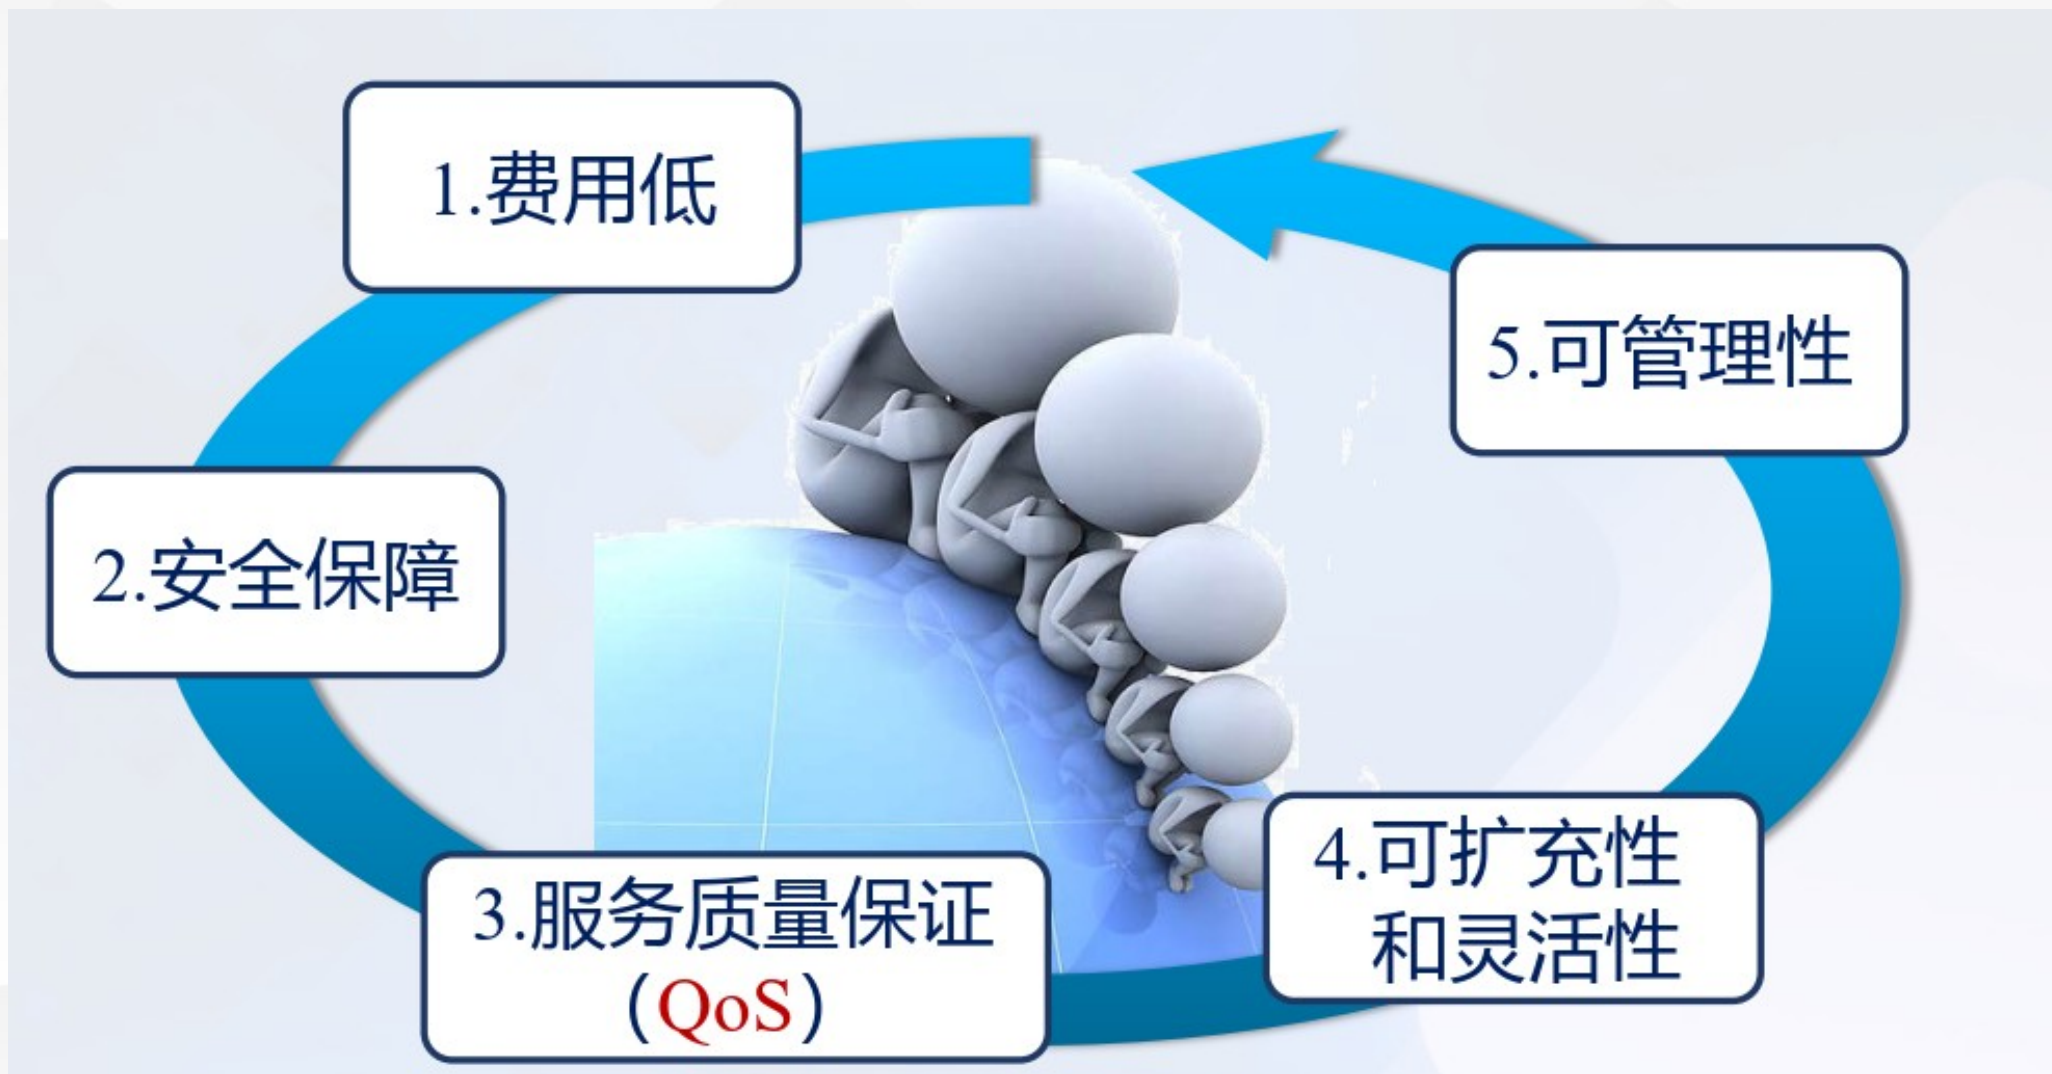 1.费用低
2.安全保障
3.服务质量保证
（QoS）
4.可扩充性
和灵活性
5.可管理性